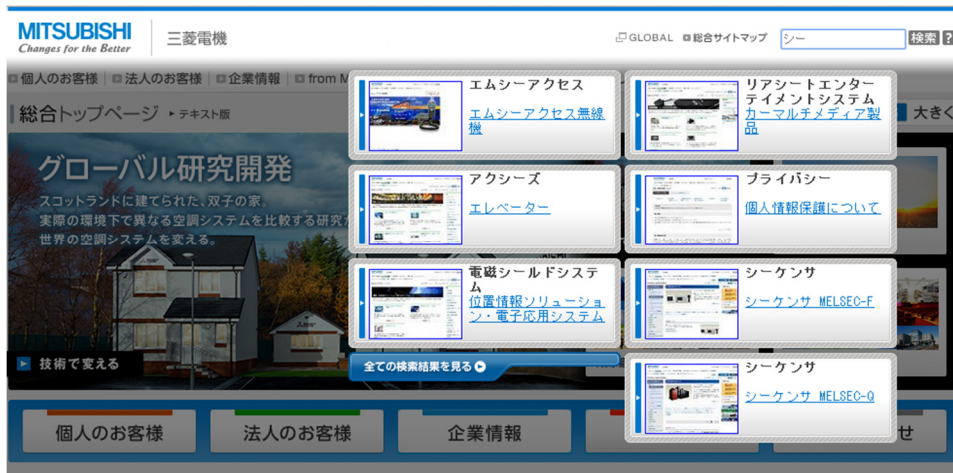 MITSUBISHI
Changes for the Better
三菱電機
GLOBAL 総合サイトマップ シー 検索 ?
個人のお客様 法人のお客様 企業情報 from M
総合トップページ ・テキスト版
大きく
グローバル研究開発
スコットランドに建てられた、双子の家。
実際の環境下で異なる空調システムを比較する研究が
世界の空調システムを変える。
技術で変える
エムシーアクセス
エムシーアクセス無線
機
リアシートエンター
テイメントシステム
カーマルチメディア製
品
アクシーズ
エレベーター
プライバシー
個人情報保護について
電磁シールドシステ
ム
位置情報ソリューショ
ン・電子応用システム
シーケンサ
シーケンサ MELSEC-F
全ての検索結果を見る
シーケンサ
シーケンサ MELSEC-Q
個人のお客様
法人のお客様
企業情報
せ